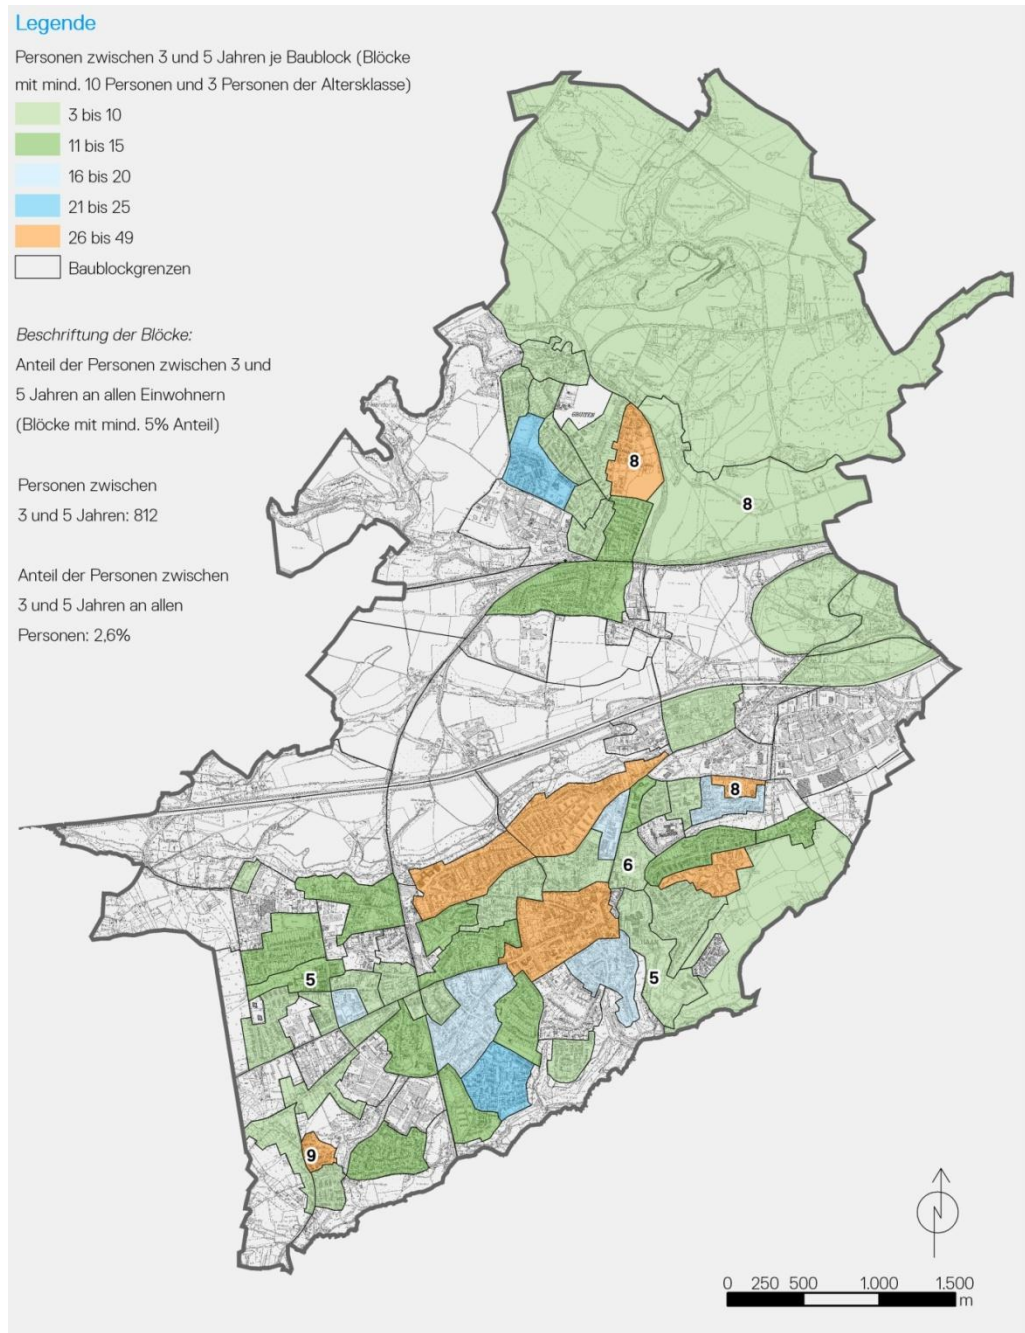 Legende
Personen zwischen 3 und 5 Jahren je Baublock (Blöcke
mit mind. 10 Personen und 3 Personen der Altersklasse)
3 bis 10
11 bis 15
16 bis 20
21 bis 25
26 bis 49
Baublockgrenzen
Beschriftung der Blöcke:
Anteil der Personen zwischen 3 und
5 Jahren an allen Einwohnern
(Blöcke mit mind. 5% Anteil)
Personen zwischen
3 und 5 Jahren: 812
Anteil der Personen zwischen
3 und 5 Jahren an allen
Personen: 2,6%
GRUITEN
8
8
8
6
5
5
9
N
0 250 500 1.000 1.500
m